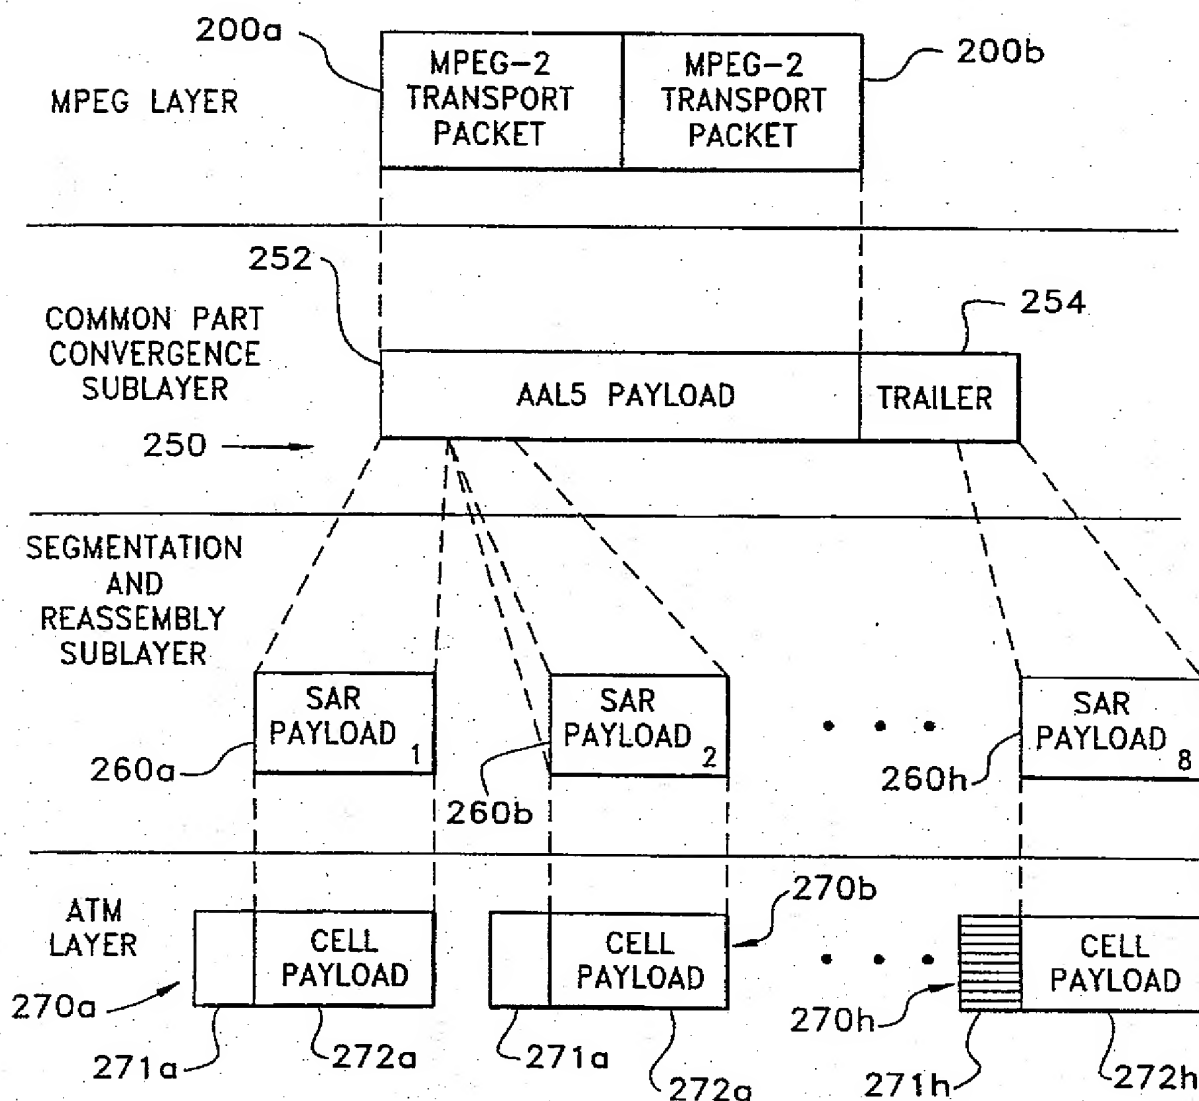 200a
MPEG-2
TRANSPORT
PACKET
MPEG-2
TRANSPORT
PACKET
200b
MPEG LAYER
252
254
COMMON PART
CONVERGENCE
SUBLAYER
AAL5 PAYLOAD
TRAILER
250
SEGMENTATION
AND
REASSEMBLY
SUBLAYER
SAR
PAYLOAD 1
SAR
PAYLOAD 2
SAR
PAYLOAD 8
260a
260b
260h
ATM
LAYER
270b
CELL
PAYLOAD
CELL
PAYLOAD
CELL
PAYLOAD
270a
270h
271a
272a
271a
272a
271h
272h